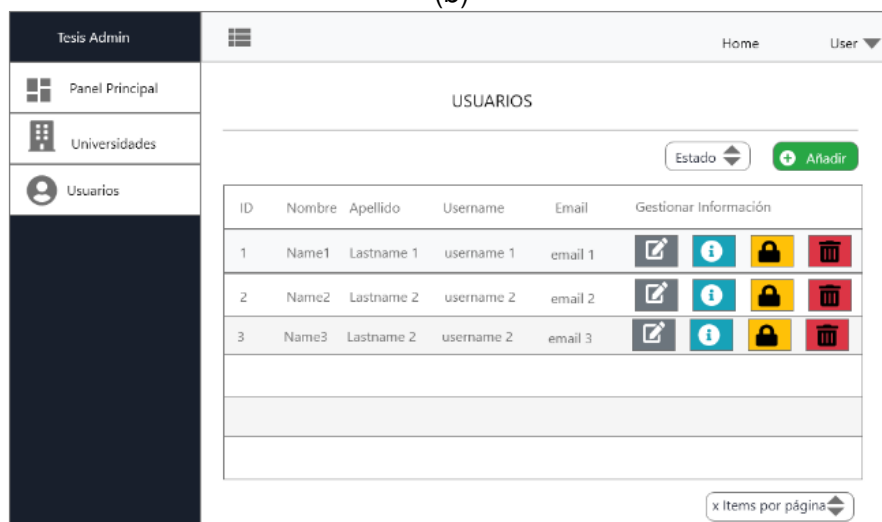 (b)
Tesis Admin
Home User
Panel Principal
Universidades
Usuarios
USUARIOS
Estado
Añadir
ID Nombre Apellido Username Email Gestionar Información
1 Name1 Lastname 1 username 1 email 1
2 Name2 Lastname 2 username 2 email 2
3 Name3 Lastname 2 username 2 email 3
x Items por página